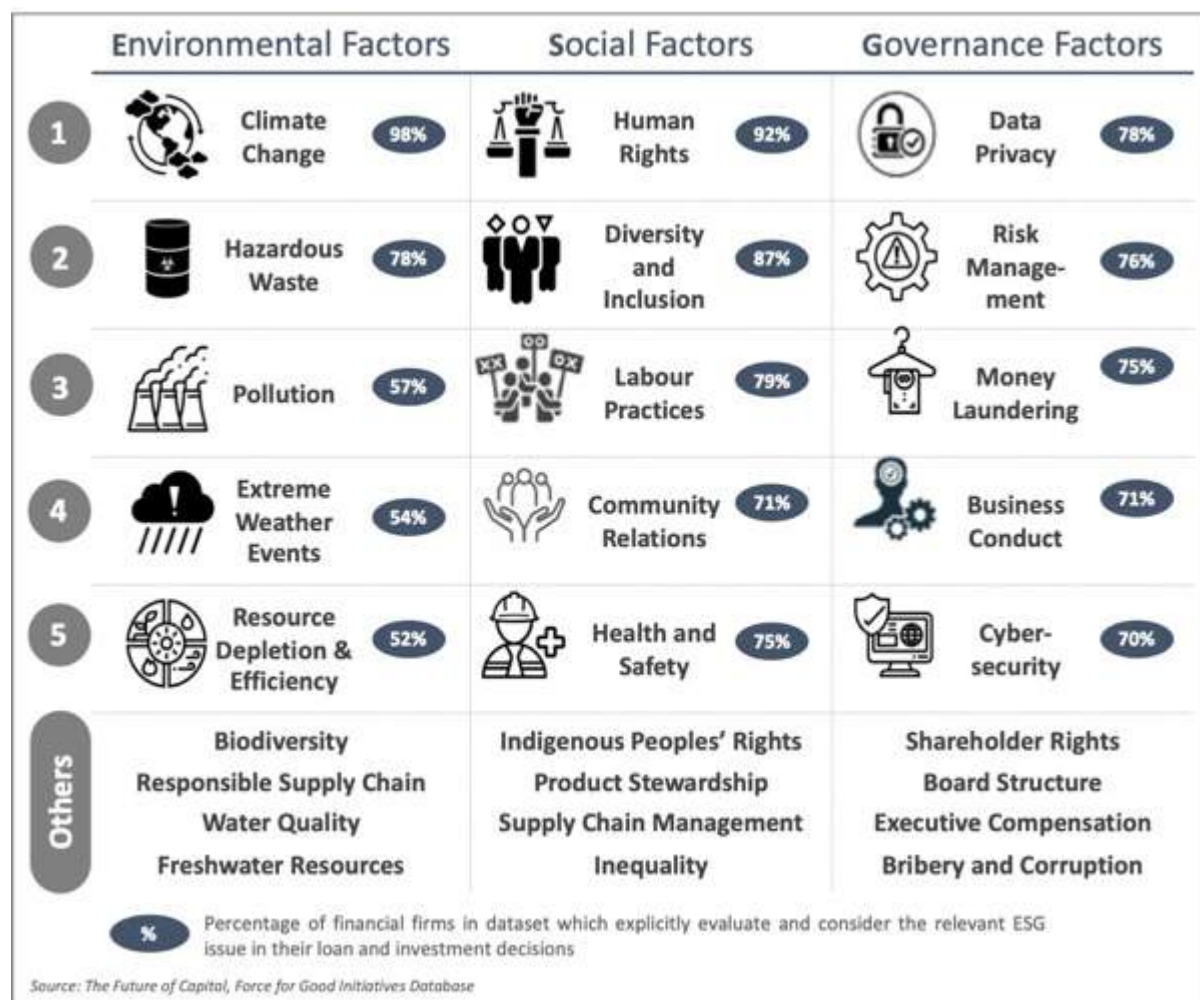 Environmental Factors
Social Factors
Governance Factors
1
Climate
Change
98%
Human
Rights
92%
Data
Privacy
78%
2
Hazardous
Waste
78%
Diversity
and
Inclusion
87%
Risk
Manage-
ment
76%
3
Pollution
57%
Labour
Practices
79%
Money
Laundering
75%
4
Extreme
Weather
Events
54%
Community
Relations
71%
Business
Conduct
71%
5
Resource
Depletion &
Efficiency
52%
Health and
Safety
75%
Cyber-
security
70%
Others
Biodiversity
Responsible Supply Chain
Water Quality
Freshwater Resources
Indigenous Peoples' Rights
Product Stewardship
Supply Chain Management
Inequality
Shareholder Rights
Board Structure
Executive Compensation
Bribery and Corruption
%
Percentage of financial firms in dataset which explicitly evaluate and consider the relevant ESG
issue in their loan and investment decisions
Source: The Future of Capital, Force for Good Initiatives Database